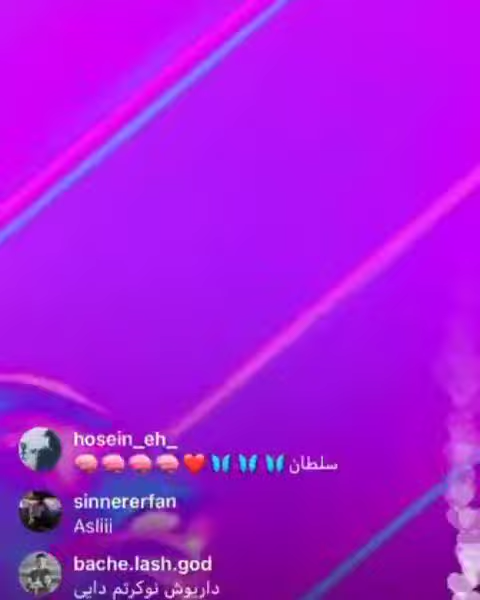 hosein_eh_
🧠🧠🧠🧠❤️🦋🦋🦋 سلطان
sinnererfan
Asliii
bache.lash.god
داریوش نوکرتم دایی